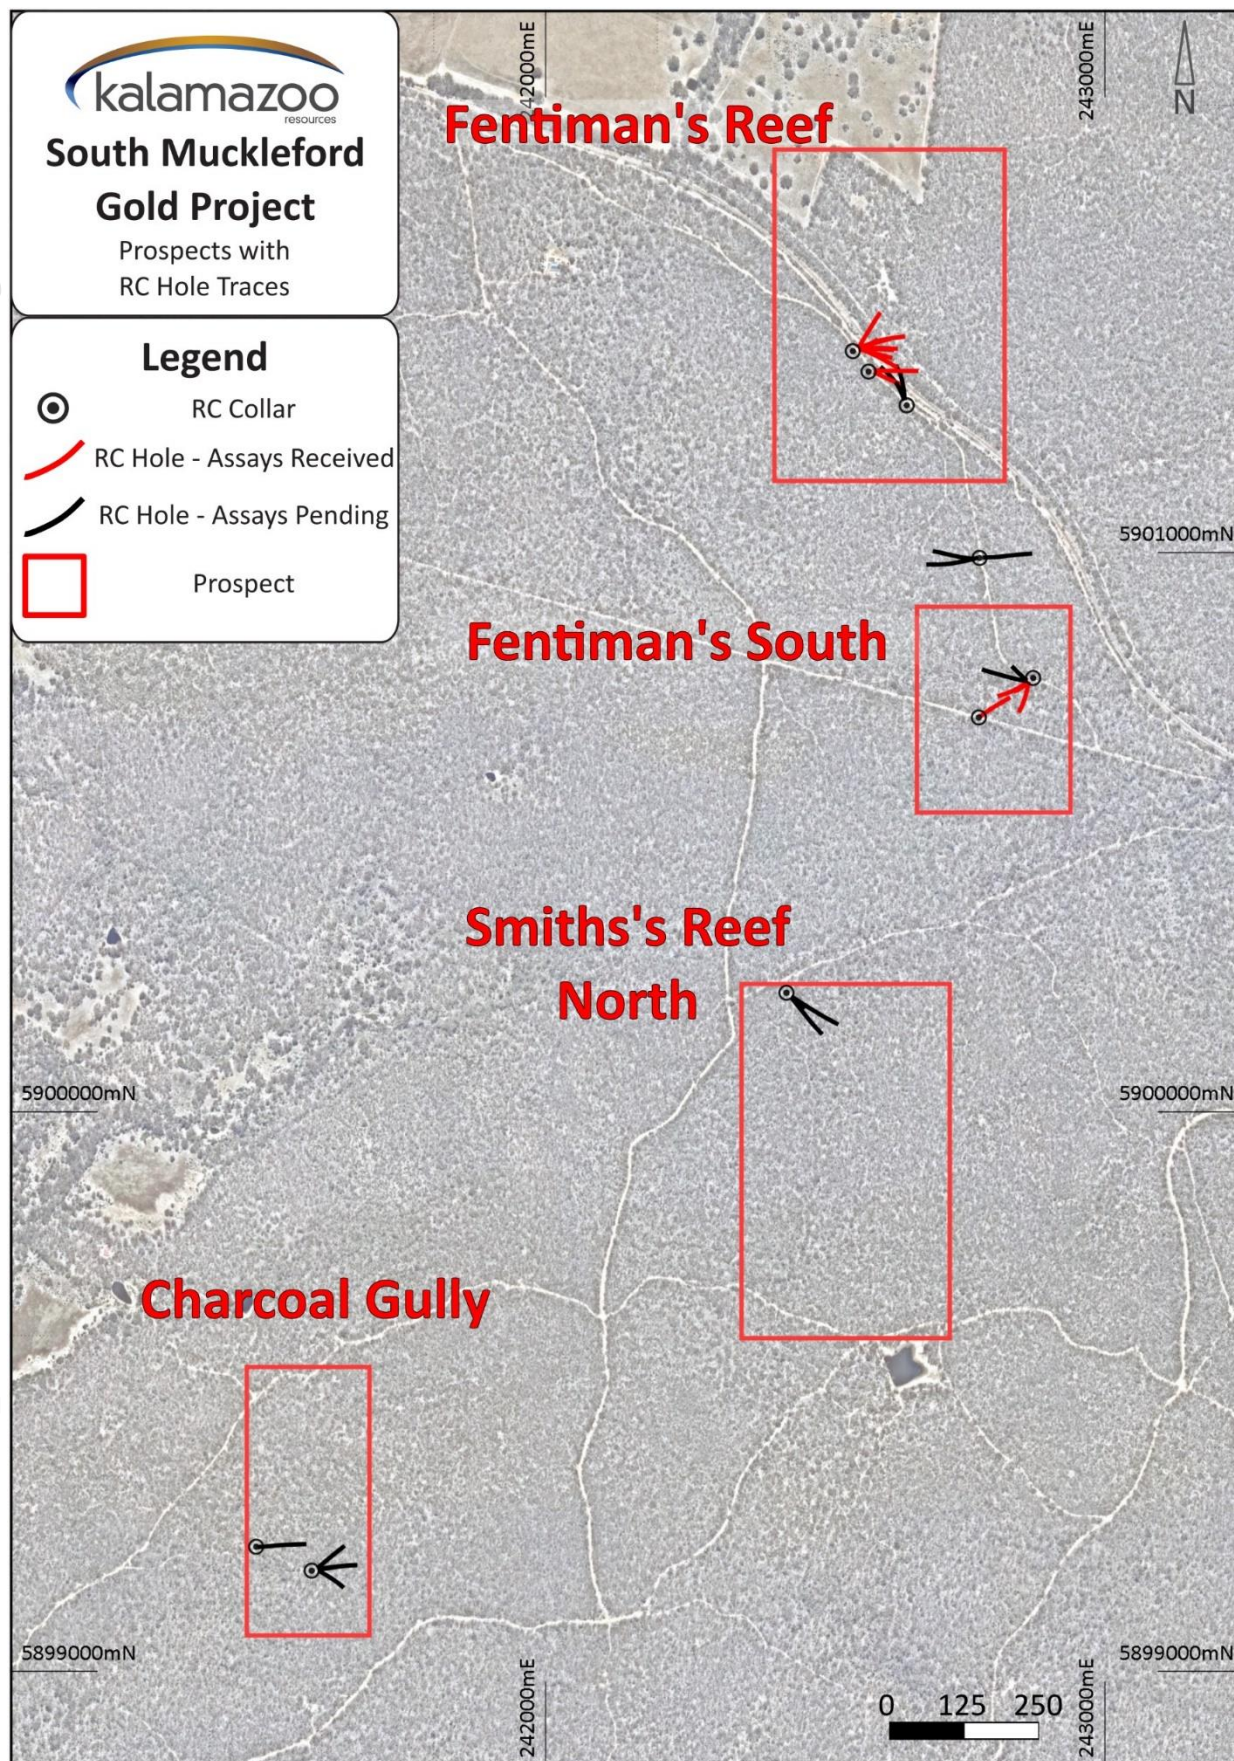 kalamazoo
resources
South Muckleford
Gold Project
Prospects with
RC Hole Traces
Legend
RC Collar
RC Hole - Assays Received
RC Hole - Assays Pending
Prospect
242000mE
243000mE
N
Fentiman's Reef
5901000mN
Fentiman's South
Smiths's Reef
North
5900000mN
5900000mN
Charcoal Gully
5899000mN
5899000mN
242000mE
243000mE
0 125 250